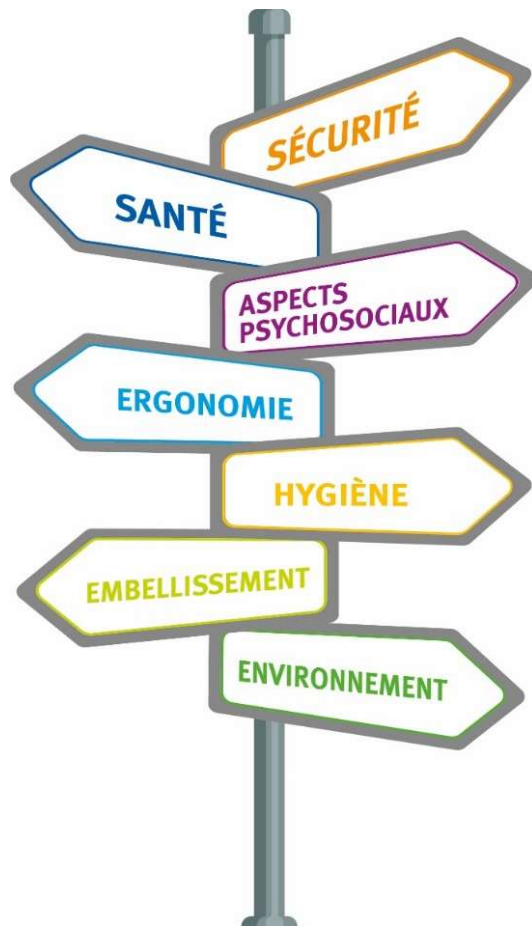 SÉCURITÉ
SANTÉ
ASPECTS
PSYCHOSOCIAUX
ERGONOMIE
HYGIÈNE
EMBELLISSEMENT
ENVIRONNEMENT